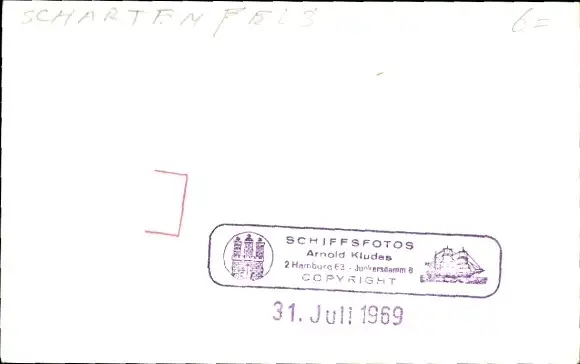 SCHARTENFELS 6=
SCHIFFSFOTOS
Arnold Kludas
2 Hamburg 63 - Junkersdamm 8
COPYRIGHT
31. Juli 1969